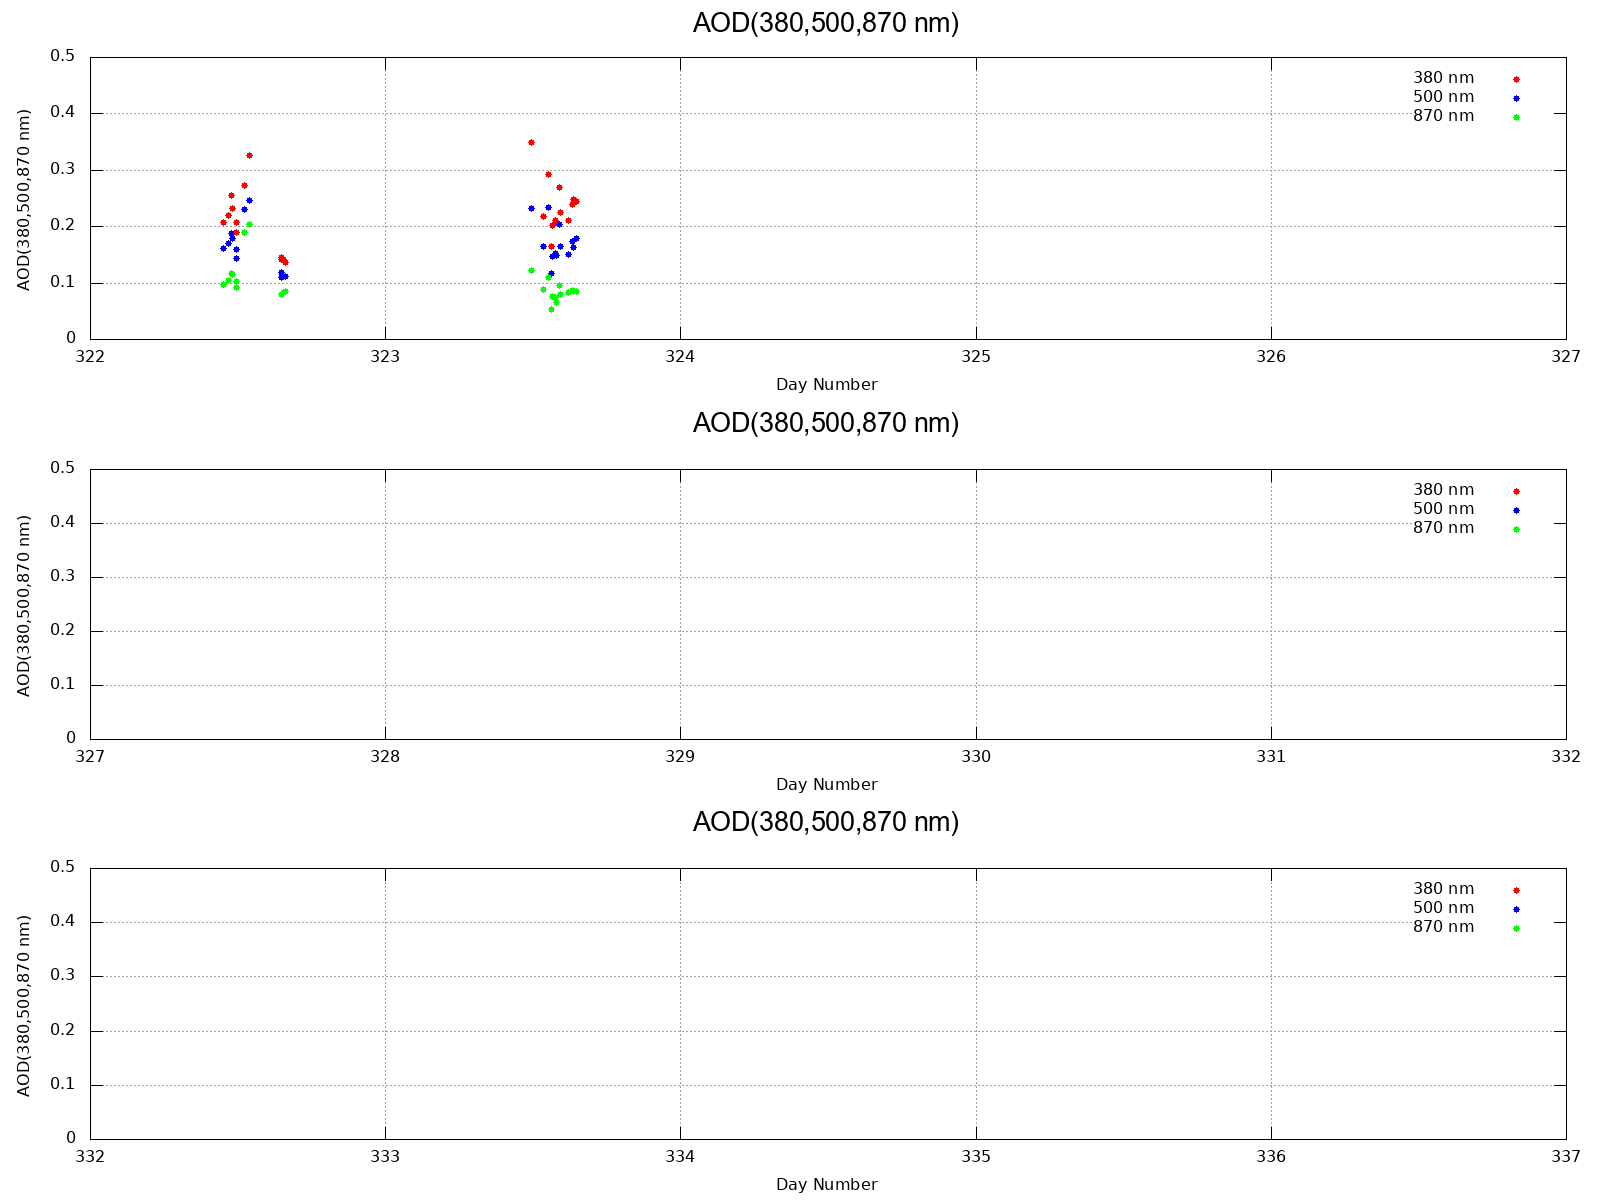 AOD(380,500,870 nm)
0.5
0.4
0.3
0.2
0.1
0
AOD(380,500,870 nm)
380 nm
500 nm
870 nm
322 323 324 325 326 327
Day Number
AOD(380,500,870 nm)
0.5
0.4
0.3
0.2
0.1
0
AOD(380,500,870 nm)
380 nm
500 nm
870 nm
327 328 329 330 331 332
Day Number
AOD(380,500,870 nm)
0.5
0.4
0.3
0.2
0.1
0
AOD(380,500,870 nm)
380 nm
500 nm
870 nm
332 333 334 335 336 337
Day Number